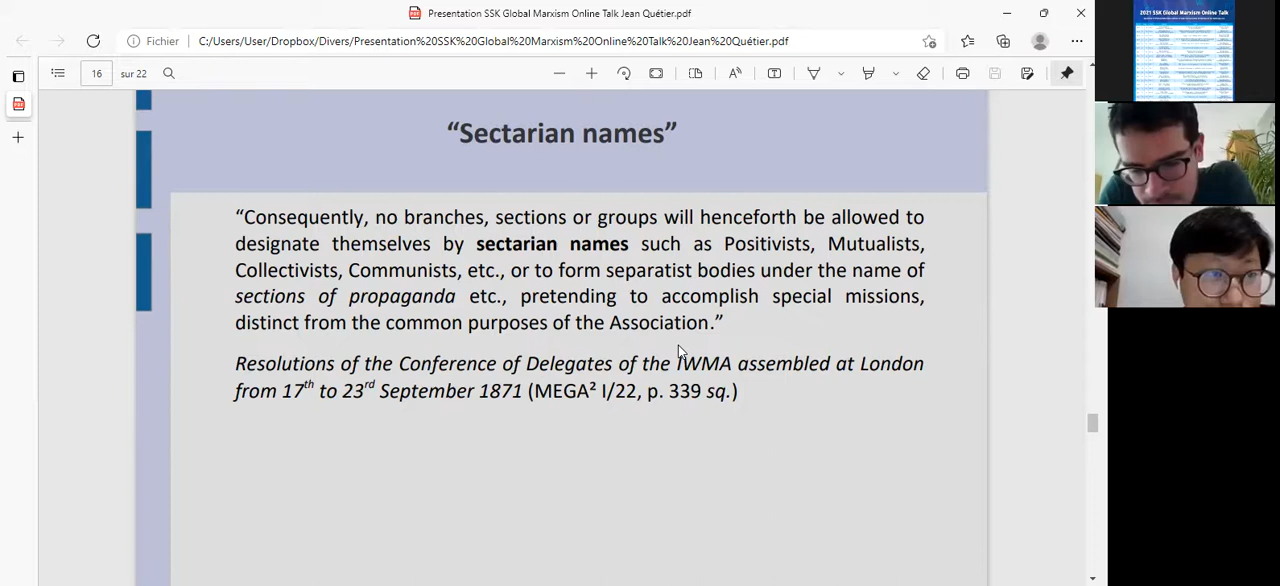 Presentation SSK Global Marxism Online Talk Jean Quétier.pdf
Fichier C:/Users/User/Dropbox/Divers/Presentation%20SSK%20Global%20Marxism%20Online%20Talk%20Jean%20Quétier.pdf
16 sur 22
2021 SSK Global Marxism Online Talk
“Sectarian names”
“Consequently, no branches, sections or groups will henceforth be allowed to
designate themselves by sectarian names such as Positivists, Mutualists,
Collectivists, Communists, etc., or to form separatist bodies under the name of
sections of propaganda etc., pretending to accomplish special missions,
distinct from the common purposes of the Association.”
Resolutions of the Conference of Delegates of the IWMA assembled at London
from 17th to 23rd September 1871 (MEGA² I/22, p. 339 sq.)